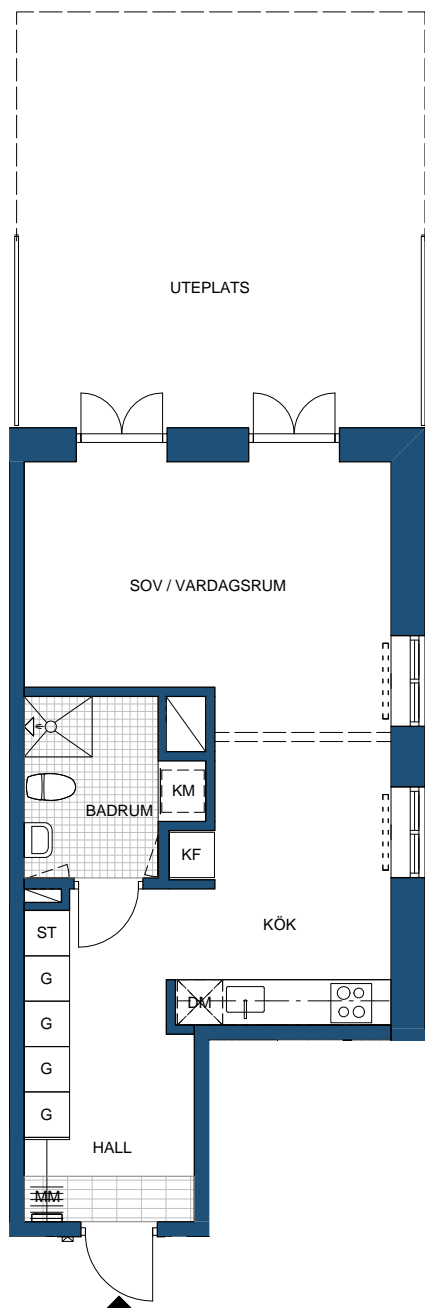 UTEPLATS
SOV / VARDAGSRUM
KM
BADRUM
KF
KÖK
ST
G
DM
G
G
G
HALL
MM